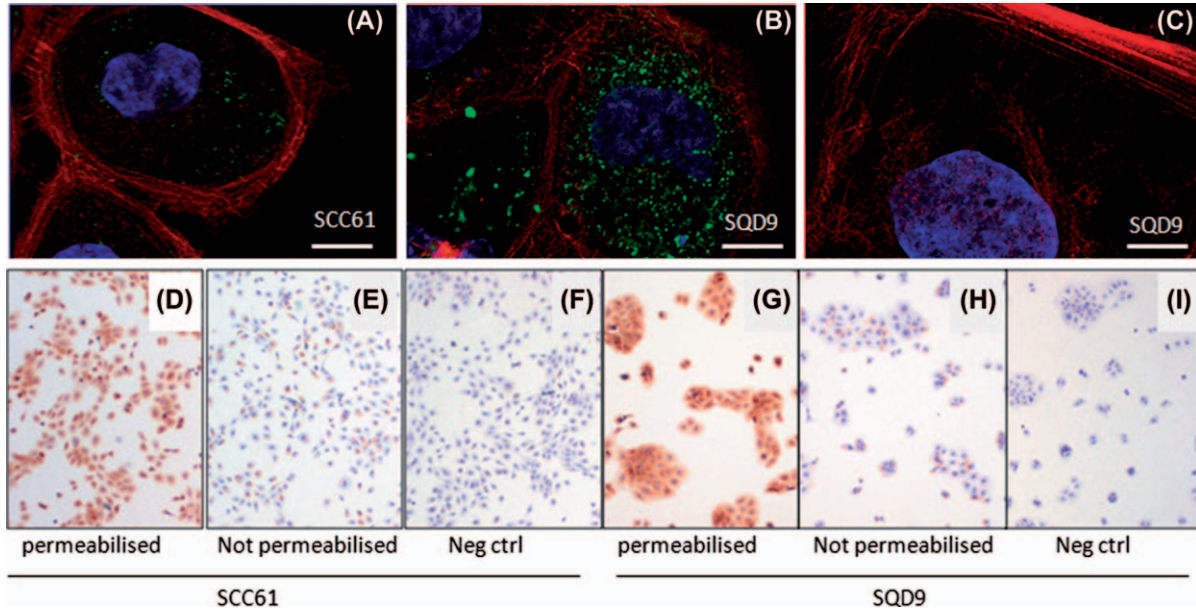 (A)
SCC61
(B)
SQD9
(C)
SQD9
(D)
(E)
(F)
(G)
(H)
(I)
permeabilised
Not permeabilised
Neg ctrl
permeabilised
Not permeabilised
Neg ctrl
SCC61
SQD9